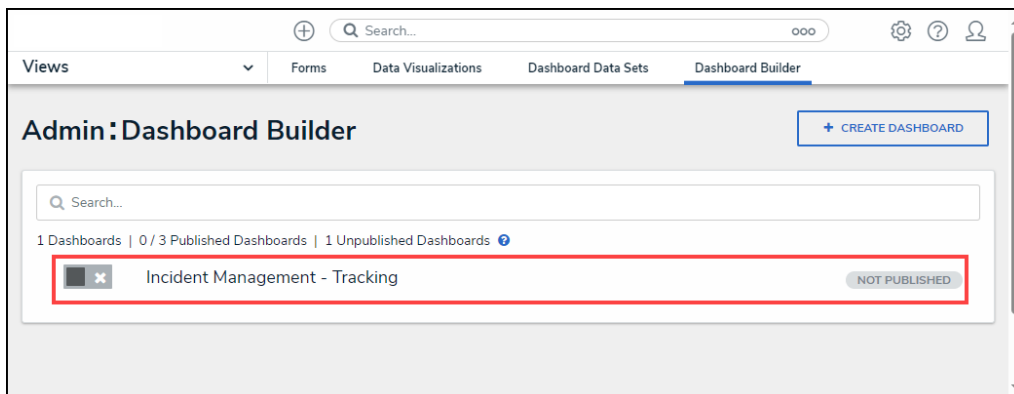 Search... ooo
Views Forms Data Visualizations Dashboard Data Sets Dashboard Builder
Admin:Dashboard Builder + CREATE DASHBOARD
Search...
1 Dashboards | 0 / 3 Published Dashboards | 1 Unpublished Dashboards ?
Incident Management - Tracking NOT PUBLISHED